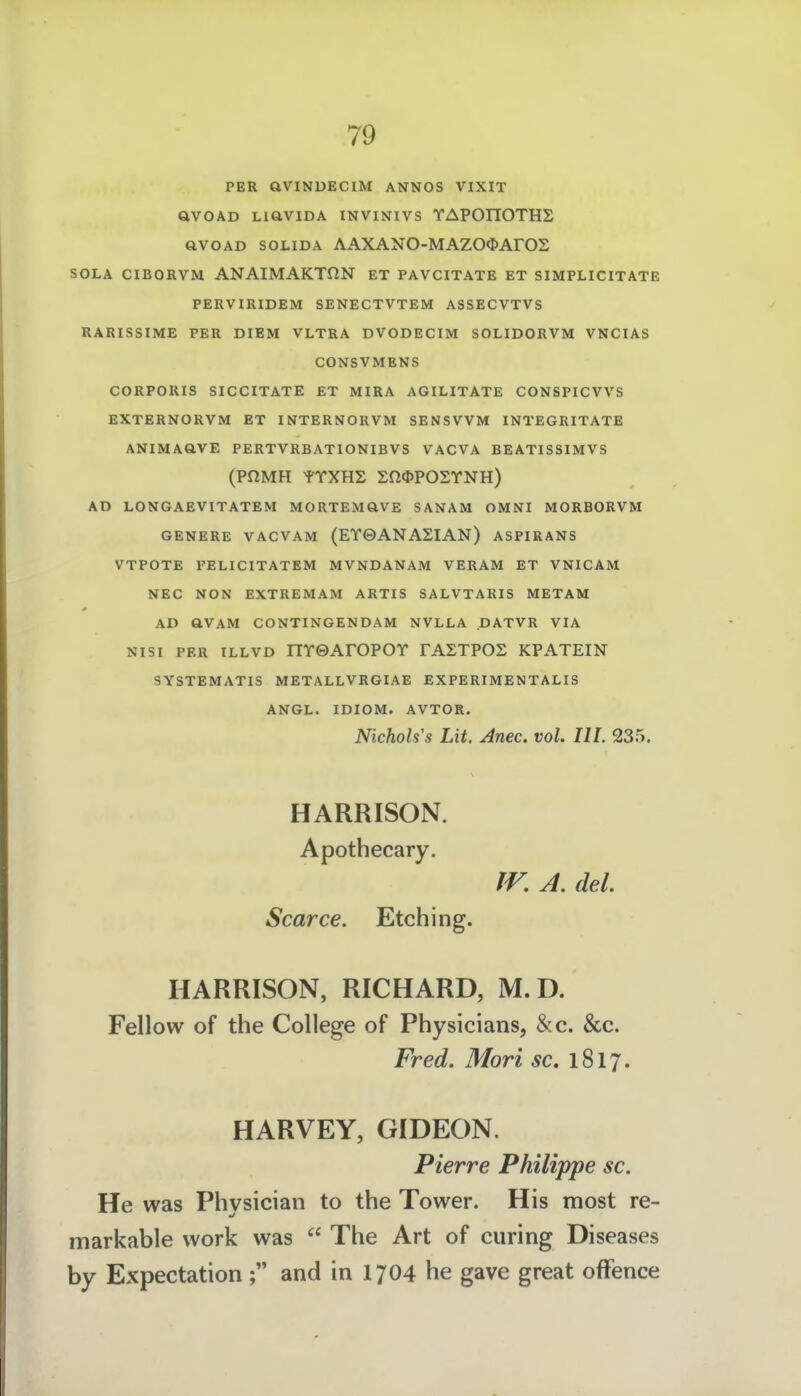 79
PER QVINDECIM ANNOS VIXIT
QVOAD LIQVIDA INVINIVS ΥΔΡΟΠΟΤΗΣ
QVOAD SOLIDA ΛΑΧΑΝΟ-ΜΑΖΟΦΑΓΟΣ
SOLA CIBORVM ΑΝΑΙΜΑΚΤΩΝ ET PAVCITATE ET SIMPLICITATE
PERVIRIDEM SENECTVTEM ASSECVTVS
RARISSIME PER DIEM VLTRA DVODECIM SOLIDORVM VNCIAS
CONSVMENS
CORPORIS SICCITATE ET MIRA AGILITATE CONSPICVVS
EXTERNORVM ET INTERNORVM SENSVVM INTEGRITATE
ANIMAQVE PERTVRBATIONIBVS VACVA BEATISSIMVS
(ΡΩΜΗ ΨΥΧΗΣ ΣΩΦΡΟΣΥΝΗ)
AD LONGAEVITATEM MORTEMQVE SANAM OMNI MORBORVM
GENERE VACVAM (ΕΥΘΑΝΑΣΙΑΝ) ASPIRANS
VTPOTE FELICITATEM MVNDANAM VERAM ET VNICAM
NEC NON EXTREMAM ARTIS SALVTARIS METAM
AD QVAM CONTINGENDAM NVLLA DATVR VIA
NISI PER ILLVD ΠΥΘΑΓΟΡΟΥ ΓΑΣΤΡΟΣ ΚΡΑΤΕΙΝ
SYSTEMATIS METALLVRGIAE EXPERIMENTALIS
ANGL. IDIOM. AVTOR.
Nichols's Lit. Anec. vol. III. 235.
HARRISON.
Apothecary.
W. A. del.
Scarce. Etching.
HARRISON, RICHARD, M. D.
Fellow of the College of Physicians, &c. &c.
Fred. Mori sc. 1817.
HARVEY, GIDEON.
Pierre Philippe sc.
He was Physician to the Tower. His most re-
markable work was “ The Art of curing Diseases
by Expectation ;” and in 1704 he gave great offence